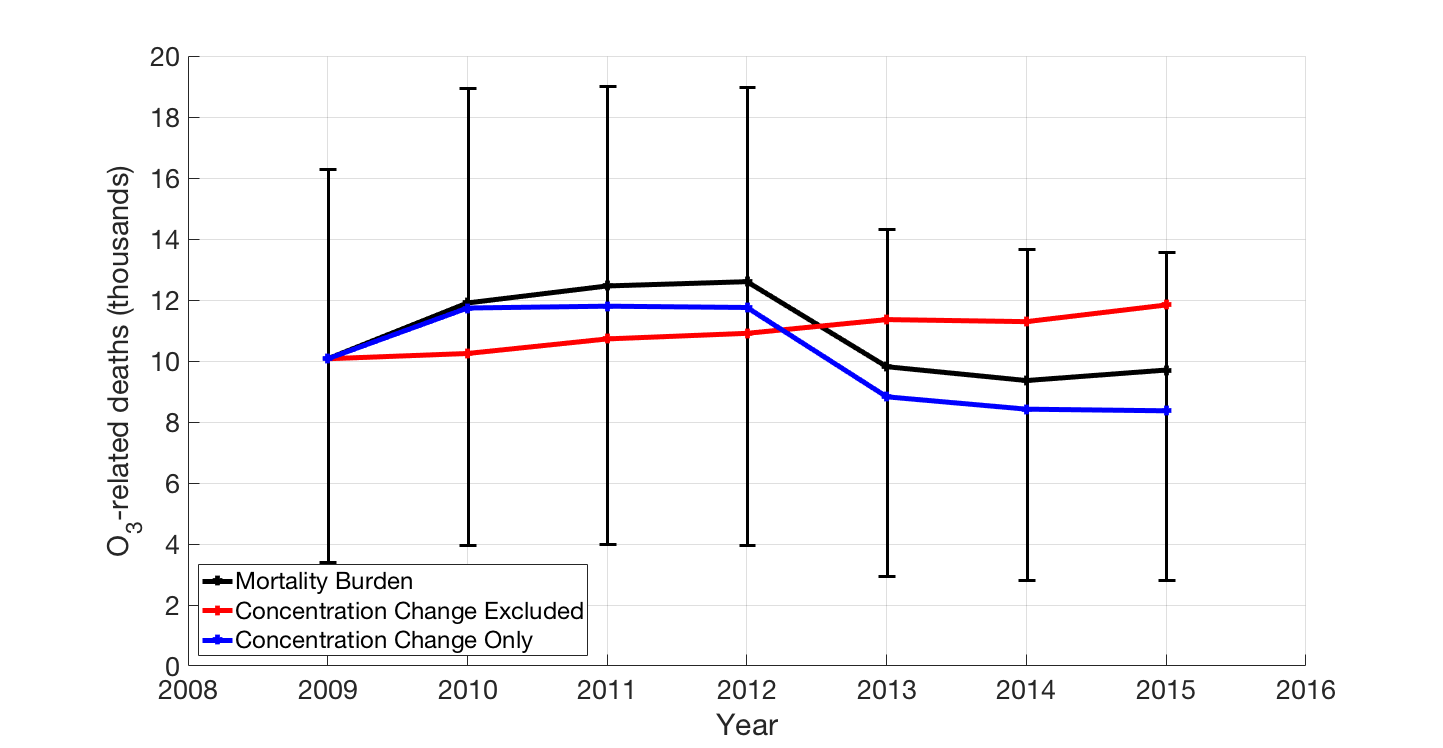 20
18
16
14
12
10
8
6
4
2
0
O3-related deaths (thousands)
Mortality Burden
Concentration Change Excluded
Concentration Change Only
2008 2009 2010 2011 2012 2013 2014 2015 2016
Year